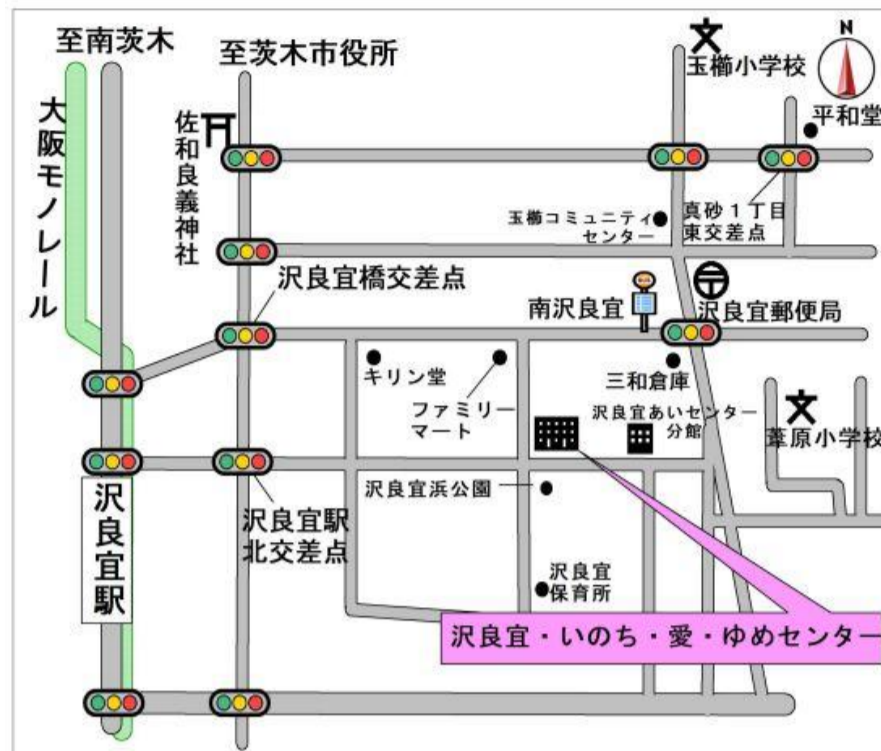 至南茨木
至茨木市役所
玉櫛小学校
N
平和堂
大阪モノレール
佐和良義神社
玉櫛コミュニティ
センター
真砂１丁目
東交差点
沢良宜橋交差点
南沢良宜
沢良宜郵便局
キリン堂
ファミリー
マート
三和倉庫
沢良宜あいセンター
分館
葦原小学校
沢良宜駅
沢良宜駅
北交差点
沢良宜浜公園
沢良宜
保育所
沢良宜・いのち・愛・ゆめセンター